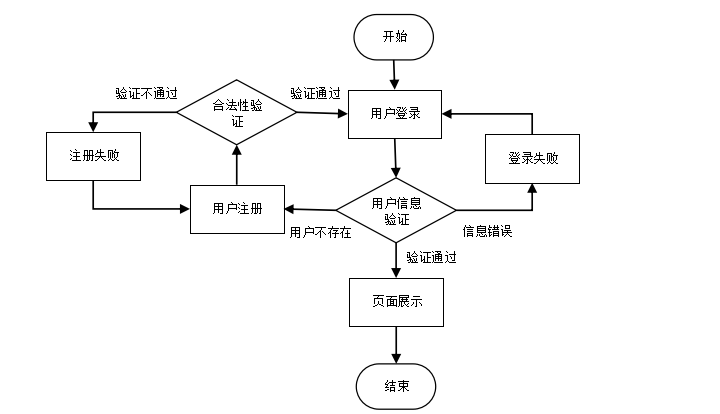 开始
验证不通过
合法性验
证
验证通过
用户登录
注册失败
登录失败
用户注册
用户信息
验证
用户不存在
信息错误
验证通过
页面展示
结束